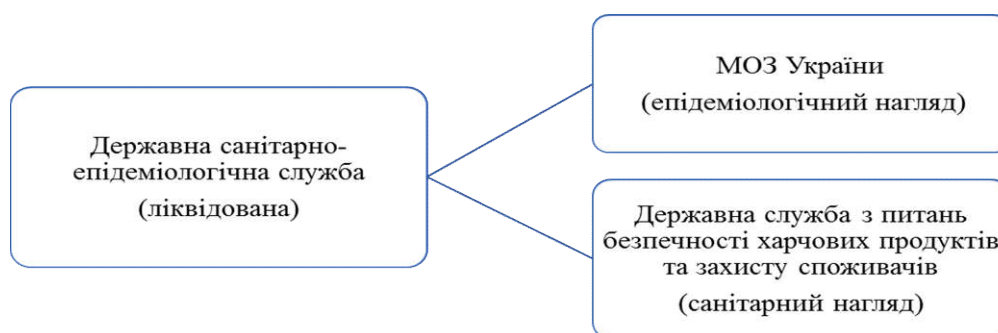 Державна санітарно-
епідеміологічна служба
(ліквідована)
МОЗ України
(епідеміологічний нагляд)
Державна служба з питань
безпечності харчових продуктів
та захисту споживачів
(санітарний нагляд)